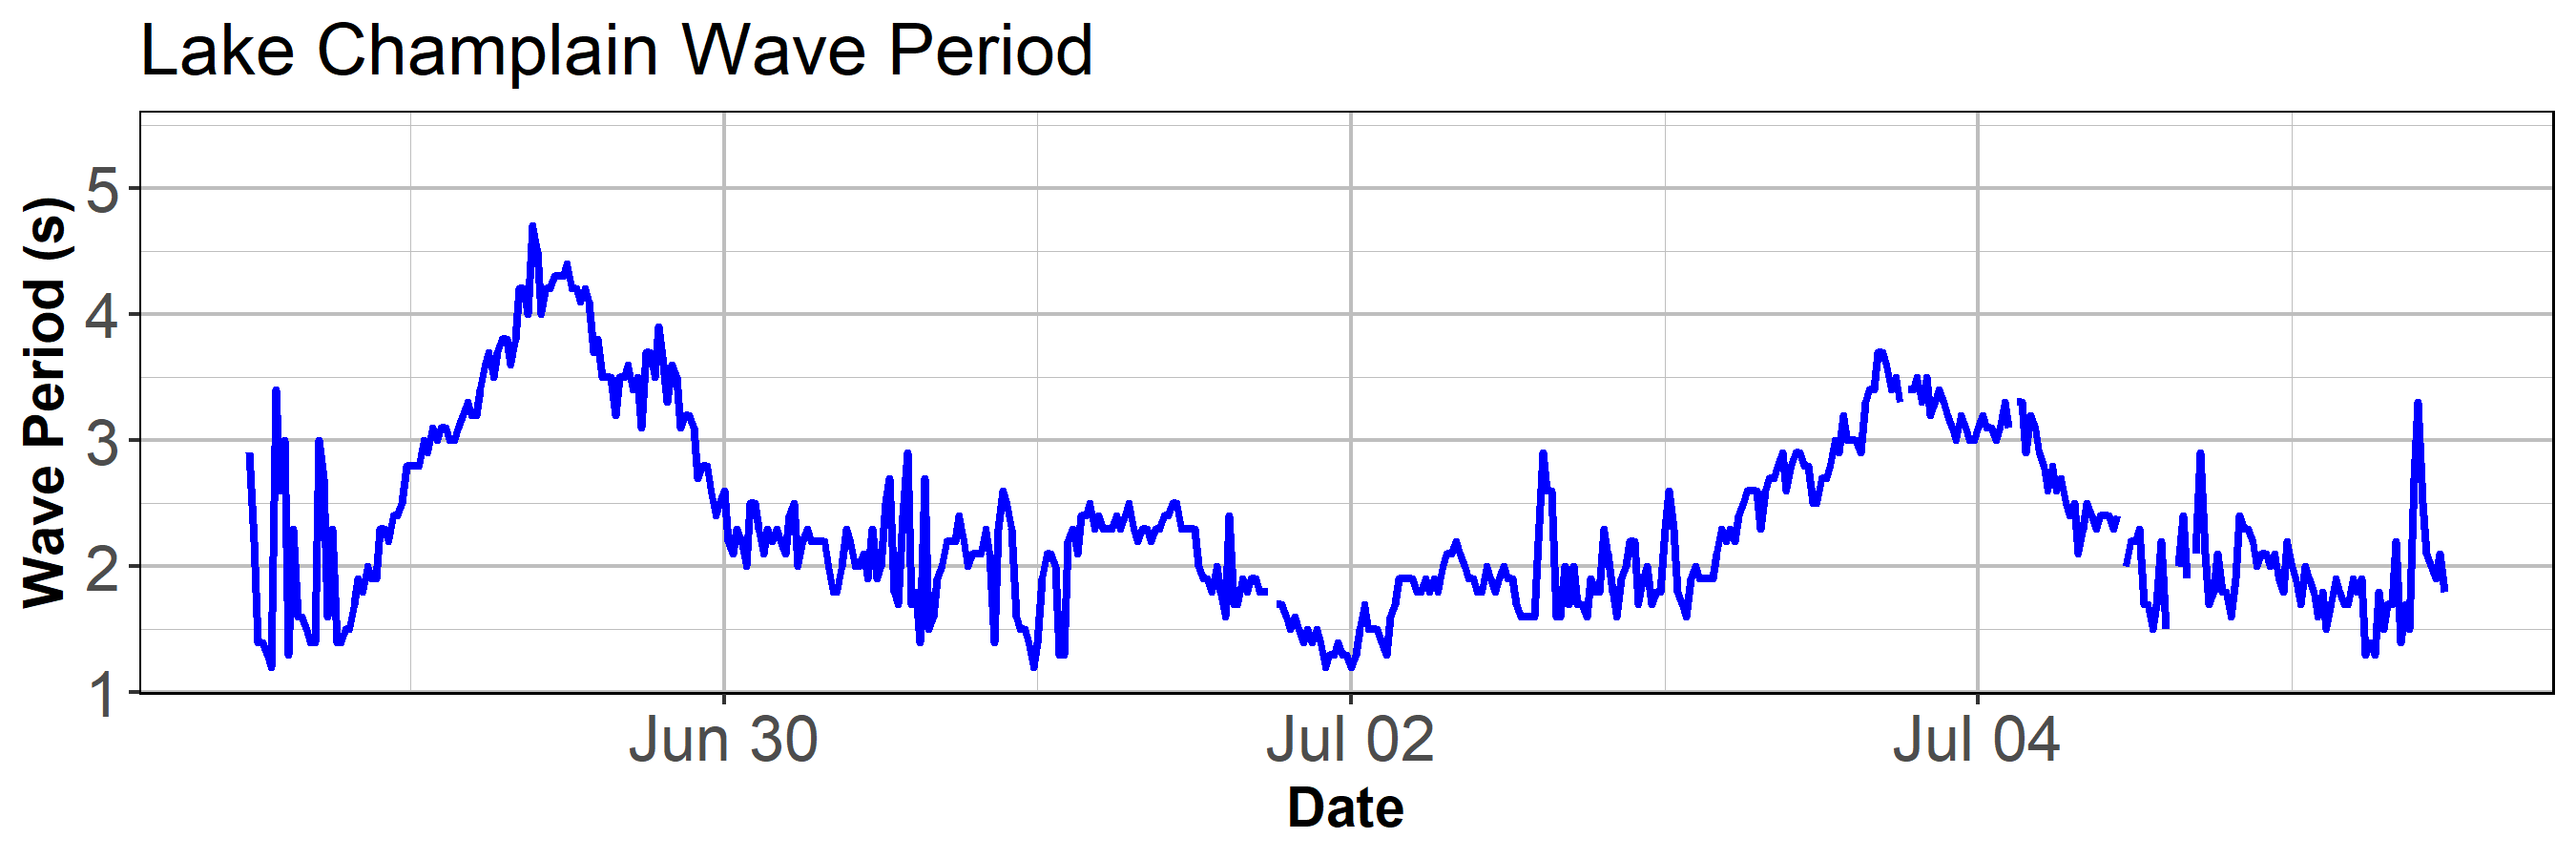 Lake Champlain Wave Period
Wave Period (s)
5
4
3
2
1
Jun 30
Jul 02
Jul 04
Date